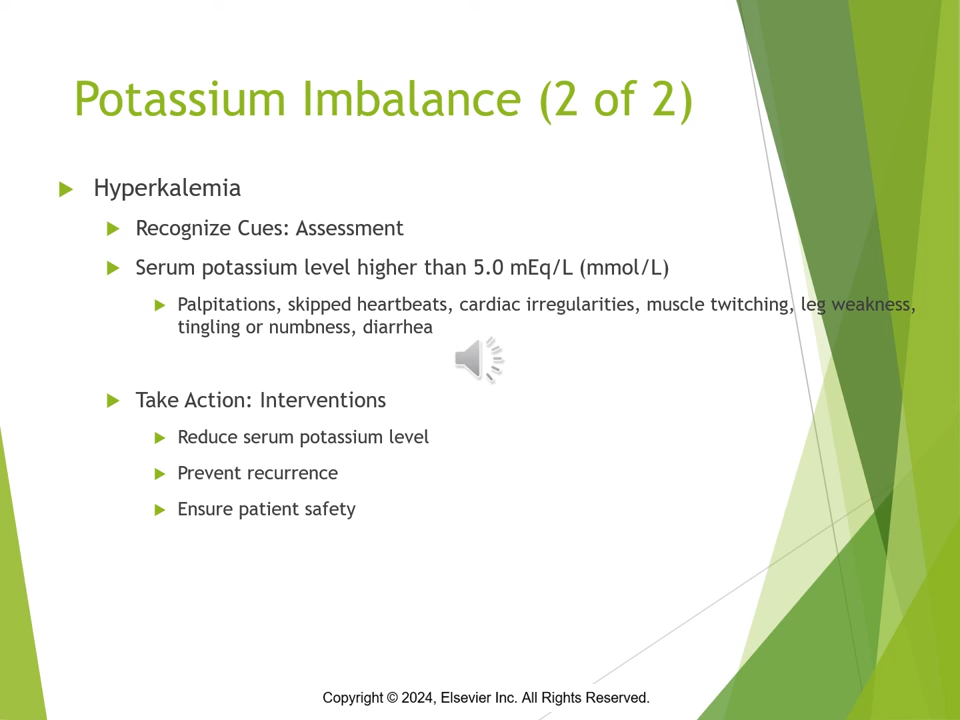 Potassium Imbalance (2 of 2)
Hyperkalemia
Recognize Cues: Assessment
Serum potassium level higher than 5.0 mEq/L (mmol/L)
Palpitations, skipped heartbeats, cardiac irregularities, muscle twitching, leg weakness,
tingling or numbness, diarrhea
Take Action: Interventions
Reduce serum potassium level
Prevent recurrence
Ensure patient safety
Copyright © 2024, Elsevier Inc. All Rights Reserved.